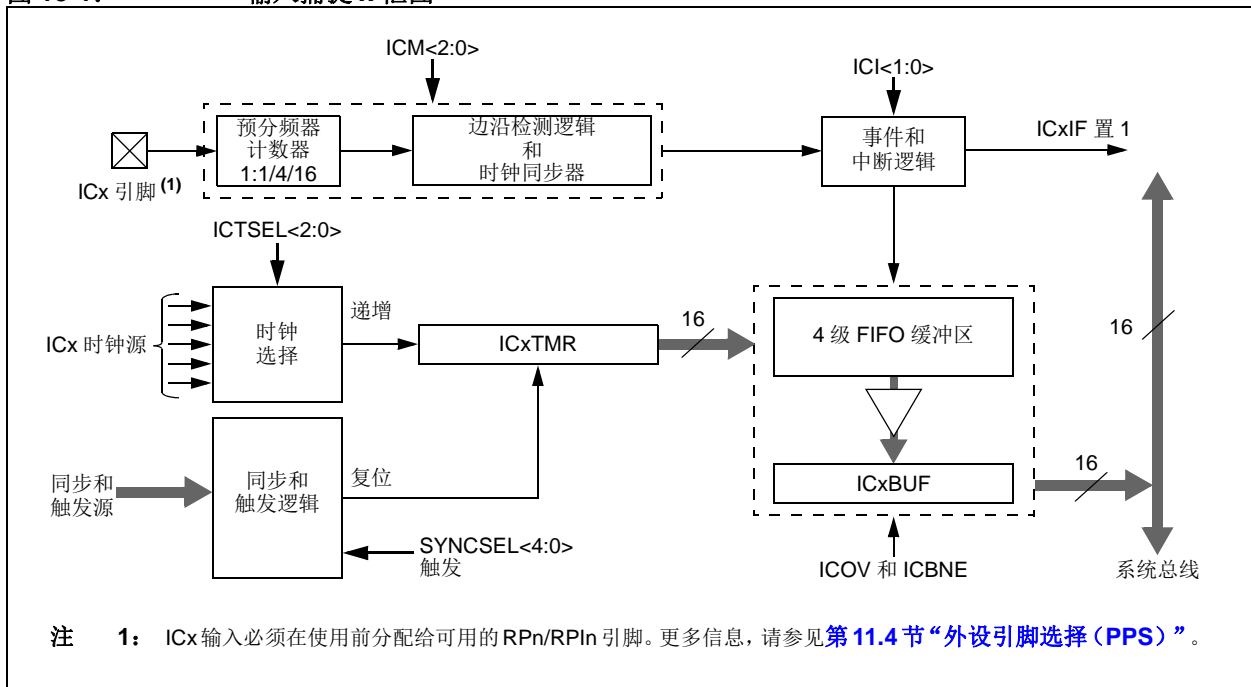 ICM<2:0>
ICI<1:0>
预分频器
计数器
1:1/4/16
边沿检测逻辑
和
时钟同步器
事件和
中断逻辑
ICxIF 置 1
ICx 引脚(1)
ICTSEL<2:0>
ICx 时钟源
时钟
选择
递增
ICxTMR
16
4 级 FIFO 缓冲区
16
同步和
触发源
同步和
触发逻辑
复位
ICxBUF
16
SYNCSEL<4:0>
触发
ICOV 和 ICBNE
系统总线
注 1: ICx 输入必须在使用前分配给可用的 RPn/RPIn 引脚。更多信息,请参见第 11.4 节“外设引脚选择(PPS)”。